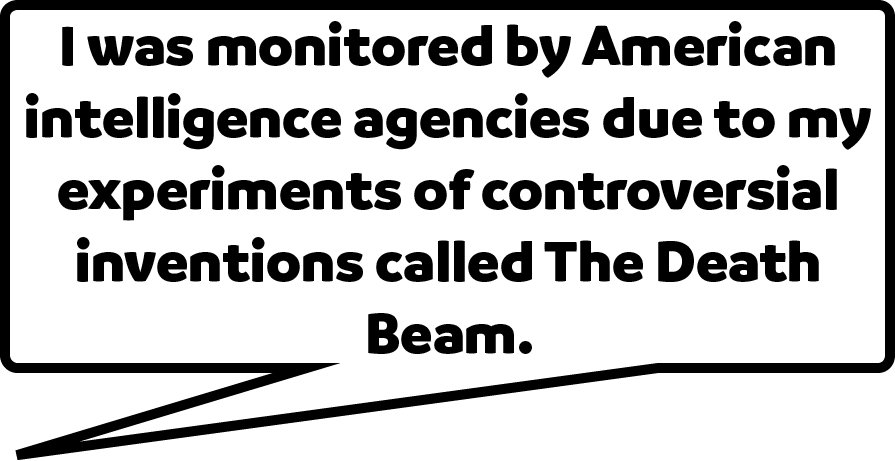 I was monitored by American
intelligence agencies due to my
experiments of controversial
inventions called The Death
Beam.